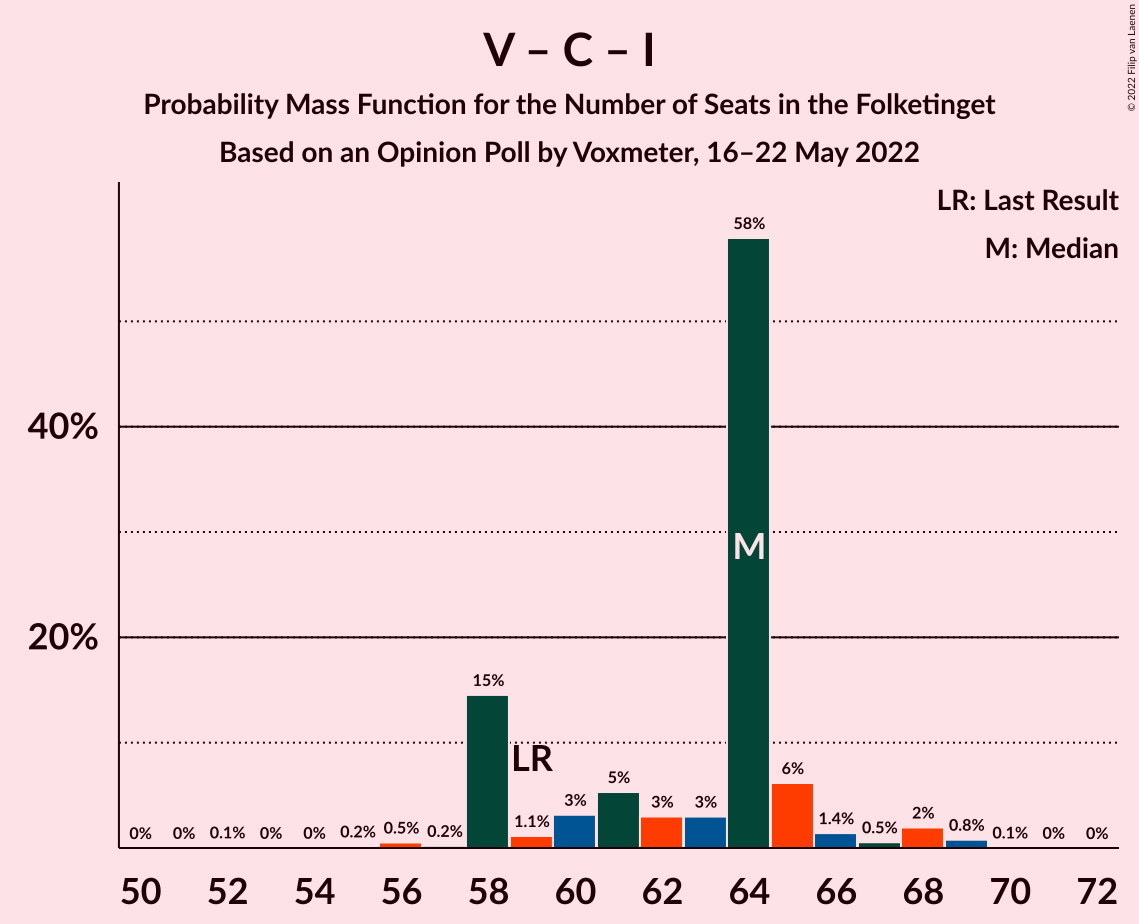 V – C – I
Probability Mass Function for the Number of Seats in the Folketinget
Based on an Opinion Poll by Voxmeter, 16–22 May 2022
© 2022 Filip van Laenen
LR: Last Result
M: Median
40%
20%
0%
0%
0.1%
0%
0%
0.2%
0.5%
0.2%
15%
1.1%
3%
5%
3%
3%
58%
6%
1.4%
0.5%
2%
0.8%
0.1%
0%
0%
LR
M
50 52 54 56 58 60 62 64 66 68 70 72